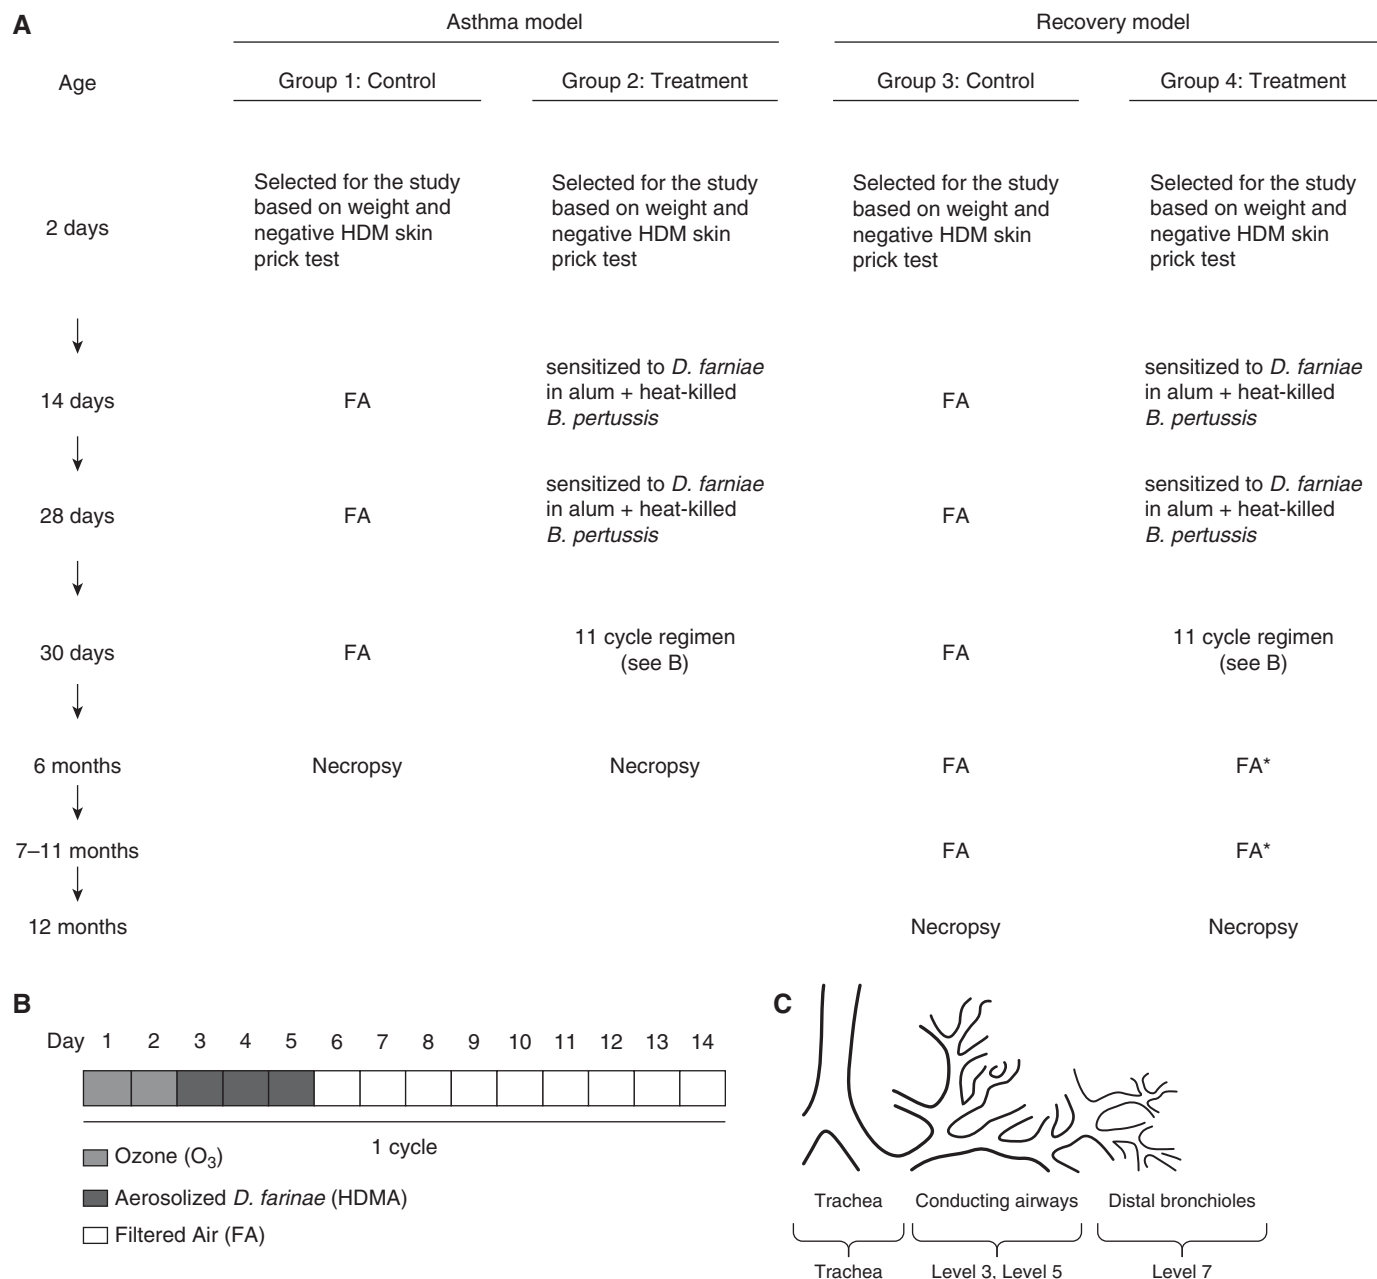 A
Asthma model
Recovery model
Age
Group 1: Control
Group 2: Treatment
Group 3: Control
Group 4: Treatment
2 days
Selected for the study
based on weight and
negative HDM skin
prick test
Selected for the study
based on weight and
negative HDM skin
prick test
Selected for the study
based on weight and
negative HDM skin
prick test
Selected for the study
based on weight and
negative HDM skin
prick test
14 days
FA
sensitized to D. farniae
in alum + heat-killed
B. pertussis
FA
sensitized to D. farniae
in alum + heat-killed
B. pertussis
28 days
FA
sensitized to D. farniae
in alum + heat-killed
B. pertussis
FA
sensitized to D. farniae
in alum + heat-killed
B. pertussis
30 days
FA
11 cycle regimen
(see B)
FA
11 cycle regimen
(see B)
6 months
Necropsy
Necropsy
FA
FA*
7–11 months
FA
FA*
12 months
Necropsy
Necropsy
B
Day 1 2 3 4 5 6 7 8 9 10 11 12 13 14
1 cycle
Ozone (O3)
Aerosolized D. farinae (HDMA)
Filtered Air (FA)
C
Trachea
Conducting airways
Distal bronchioles
Trachea
Level 3, Level 5
Level 7